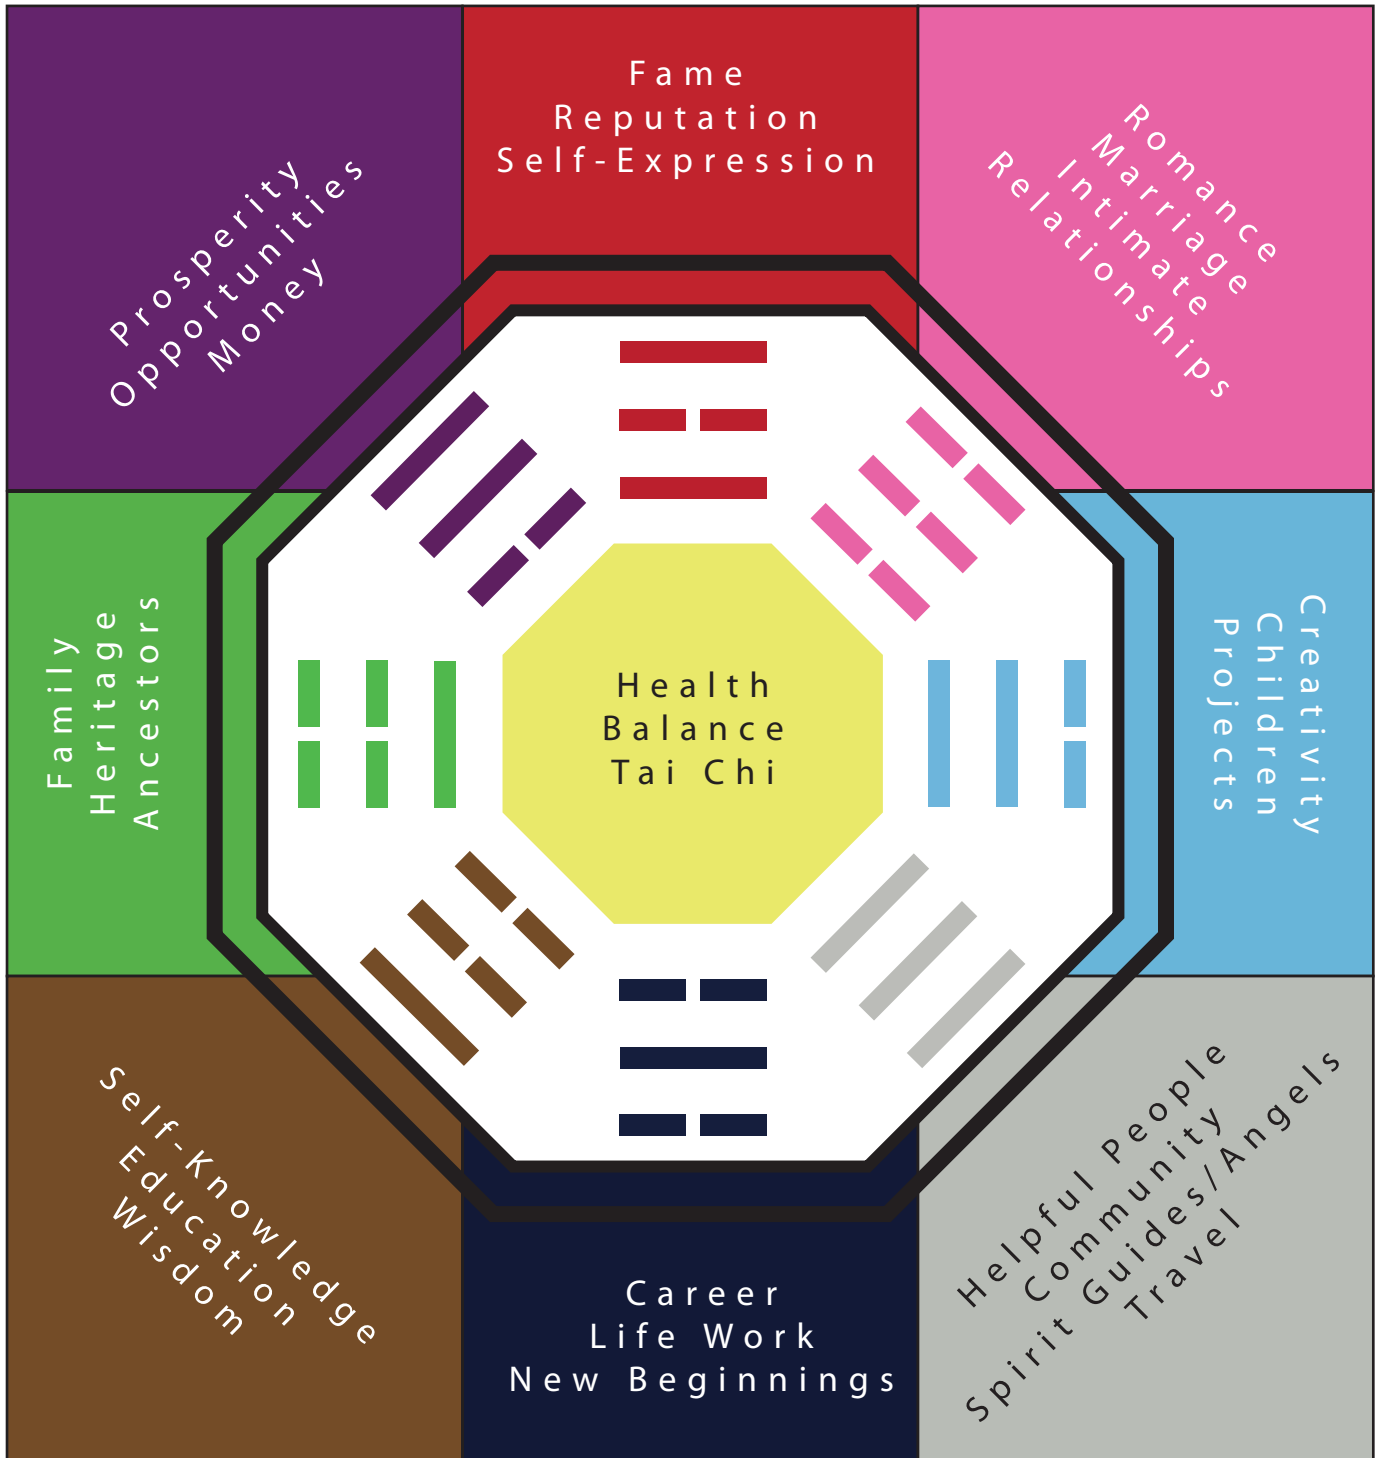 Prosperity
Opportunities
Money
Fame
Reputation
Self-Expression
Romance
Marriage
Intimate
Relationships
Family
Heritage
Ancestors
Health
Balance
Tai Chi
Creativity
Children
Projects
Self-Knowledge
Education
Wisdom
Career
Life Work
New Beginnings
Helpful People
Community
Spirit Guides/Angels
Travel